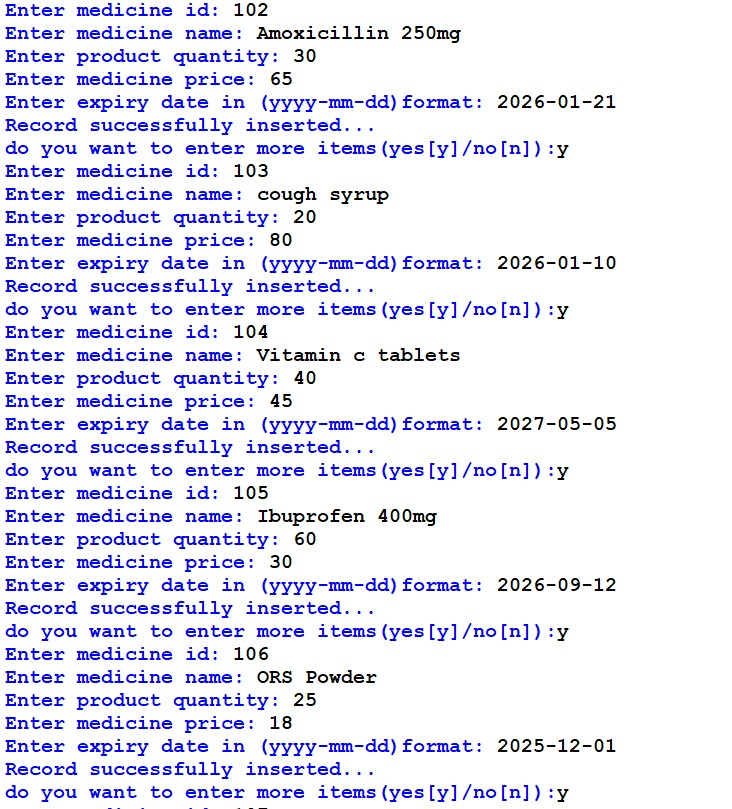 Enter medicine id: 102
Enter medicine name: Amoxicillin 250mg
Enter product quantity: 30
Enter medicine price: 65
Enter expiry date in (yyyy-mm-dd)format: 2026-01-21
Record successfully inserted...
do you want to enter more items(yes[y]/no[n]):y
Enter medicine id: 103
Enter medicine name: cough syrup
Enter product quantity: 20
Enter medicine price: 80
Enter expiry date in (yyyy-mm-dd)format: 2026-01-10
Record successfully inserted...
do you want to enter more items(yes[y]/no[n]):y
Enter medicine id: 104
Enter medicine name: Vitamin c tablets
Enter product quantity: 40
Enter medicine price: 45
Enter expiry date in (yyyy-mm-dd)format: 2027-05-05
Record successfully inserted...
do you want to enter more items(yes[y]/no[n]):y
Enter medicine id: 105
Enter medicine name: Ibuprofen 400mg
Enter product quantity: 60
Enter medicine price: 30
Enter expiry date in (yyyy-mm-dd)format: 2026-09-12
Record successfully inserted...
do you want to enter more items(yes[y]/no[n]):y
Enter medicine id: 106
Enter medicine name: ORS Powder
Enter product quantity: 25
Enter medicine price: 18
Enter expiry date in (yyyy-mm-dd)format: 2025-12-01
Record successfully inserted...
do you want to enter more items(yes[y]/no[n]):y